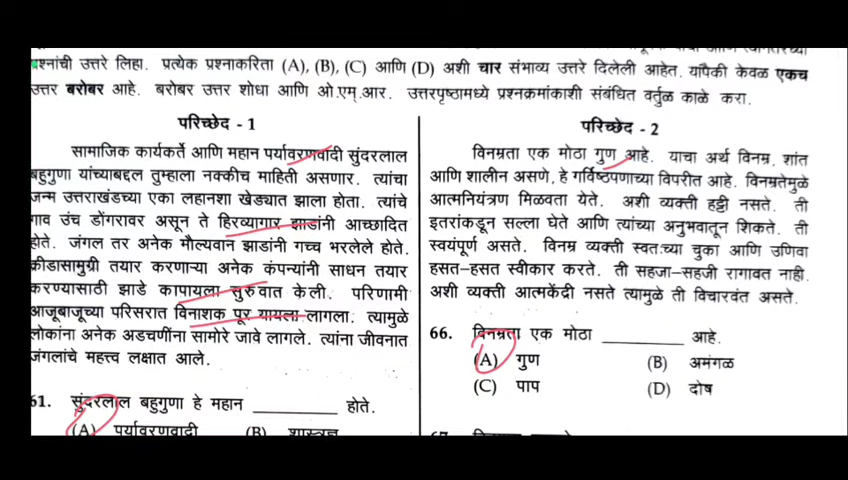 प्रश्नांची उत्तरे लिहा. प्रत्येक प्रश्नाकरिता (A), (B), (C) आणि (D) अशी चार संभाव्य उत्तरे दिलेली आहेत. यांपैकी केवळ एकच
उत्तर बरोबर आहे. बरोबर उत्तर शोधा आणि ओ.एम्.आर. उत्तरपृष्ठामध्ये प्रश्नक्रमांकाशी संबंधित वर्तुळ काळे करा.
परिच्छेद - 1
सामाजिक कार्यकर्ते आणि महान पर्यावरणवादी सुंदरलाल
बहुगुणा यांच्याबद्दल तुम्हाला नक्कीच माहिती असणार. त्यांचा
जन्म उत्तराखंडच्या एका लहानशा खेड्यात झाला होता. त्यांचे
गाव उंच डोंगरावर असून ते हिरव्यागार झाडांनी आच्छादित
होते. जंगल तर अनेक मौल्यवान झाडांनी गच्च भरलेले होते.
क्रीडासामुग्री तयार करणाऱ्या अनेक कंपन्यांनी साधन तयार
करण्यासाठी झाडे कापायला सुरुवात केली. परिणामी
आजूबाजूच्या परिसरात विनाशक पूर यायला लागला. त्यामुळे
लोकांना अनेक अडचणींना सामोरे जावे लागले. त्यांना जीवनात
जंगलांचे महत्त्व लक्षात आले.
61. सुंदरलाल बहुगुणा हे महान __________ होते.
(A) पर्यावरणवादी (B) शास्त्रज्ञ
परिच्छेद - 2
विनम्रता एक मोठा गुण आहे. याचा अर्थ विनम्र, शांत
आणि शालीन असणे, हे गर्विष्ठपणाच्या विपरीत आहे. विनम्रतेमुळे
आत्मनियंत्रण मिळवता येते. अशी व्यक्ती हट्टी नसते. ती
इतरांकडून सल्ला घेते आणि त्यांच्या अनुभवातून शिकते. ती
स्वयंपूर्ण असते. विनम्र व्यक्ती स्वतःच्या चुका आणि उणिवा
हसत-हसत स्वीकार करते. ती सहजा-सहजी रागावत नाही.
अशी व्यक्ती आत्मकेंद्री नसते त्यामुळे ती विचारवंत असते.
66. विनम्रता एक मोठा __________ आहे.
(A) गुण (B) अमंगळ
(C) पाप (D) दोष